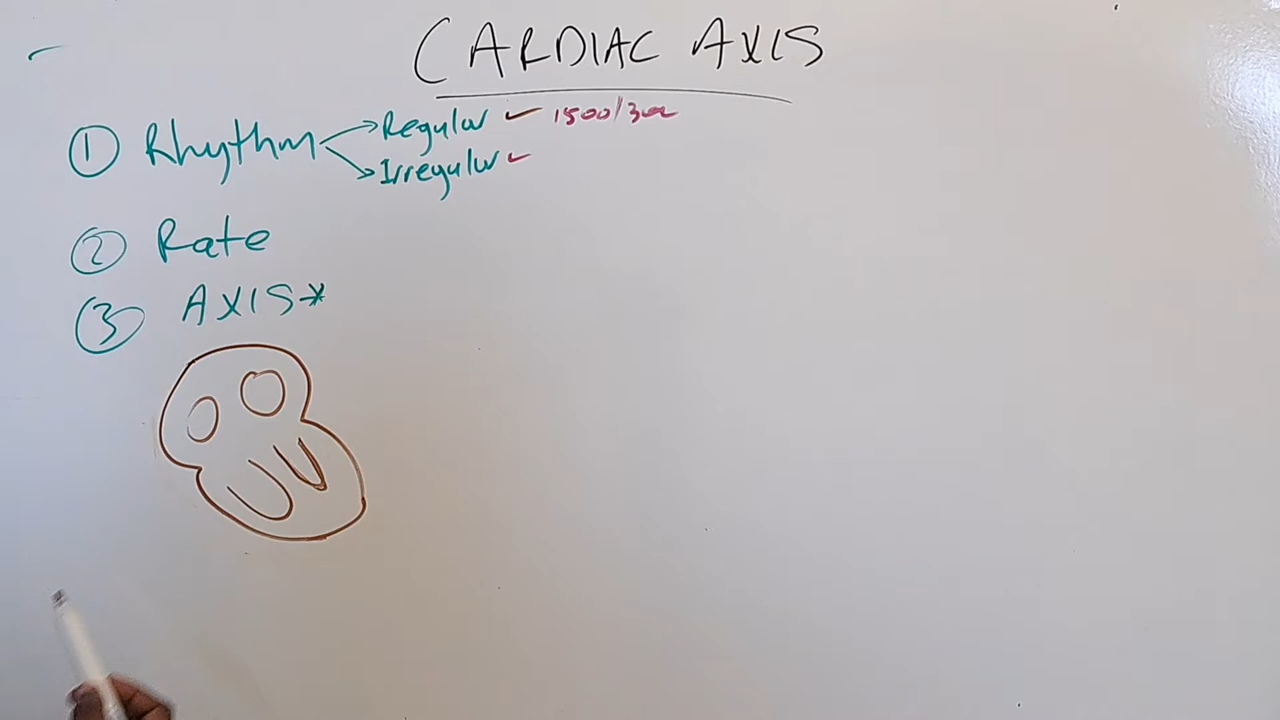 CARDIAC AXIS
① Rhythm → Regular ✓ 1500/300
→ Irregular ✓
② Rate
③ AXIS*